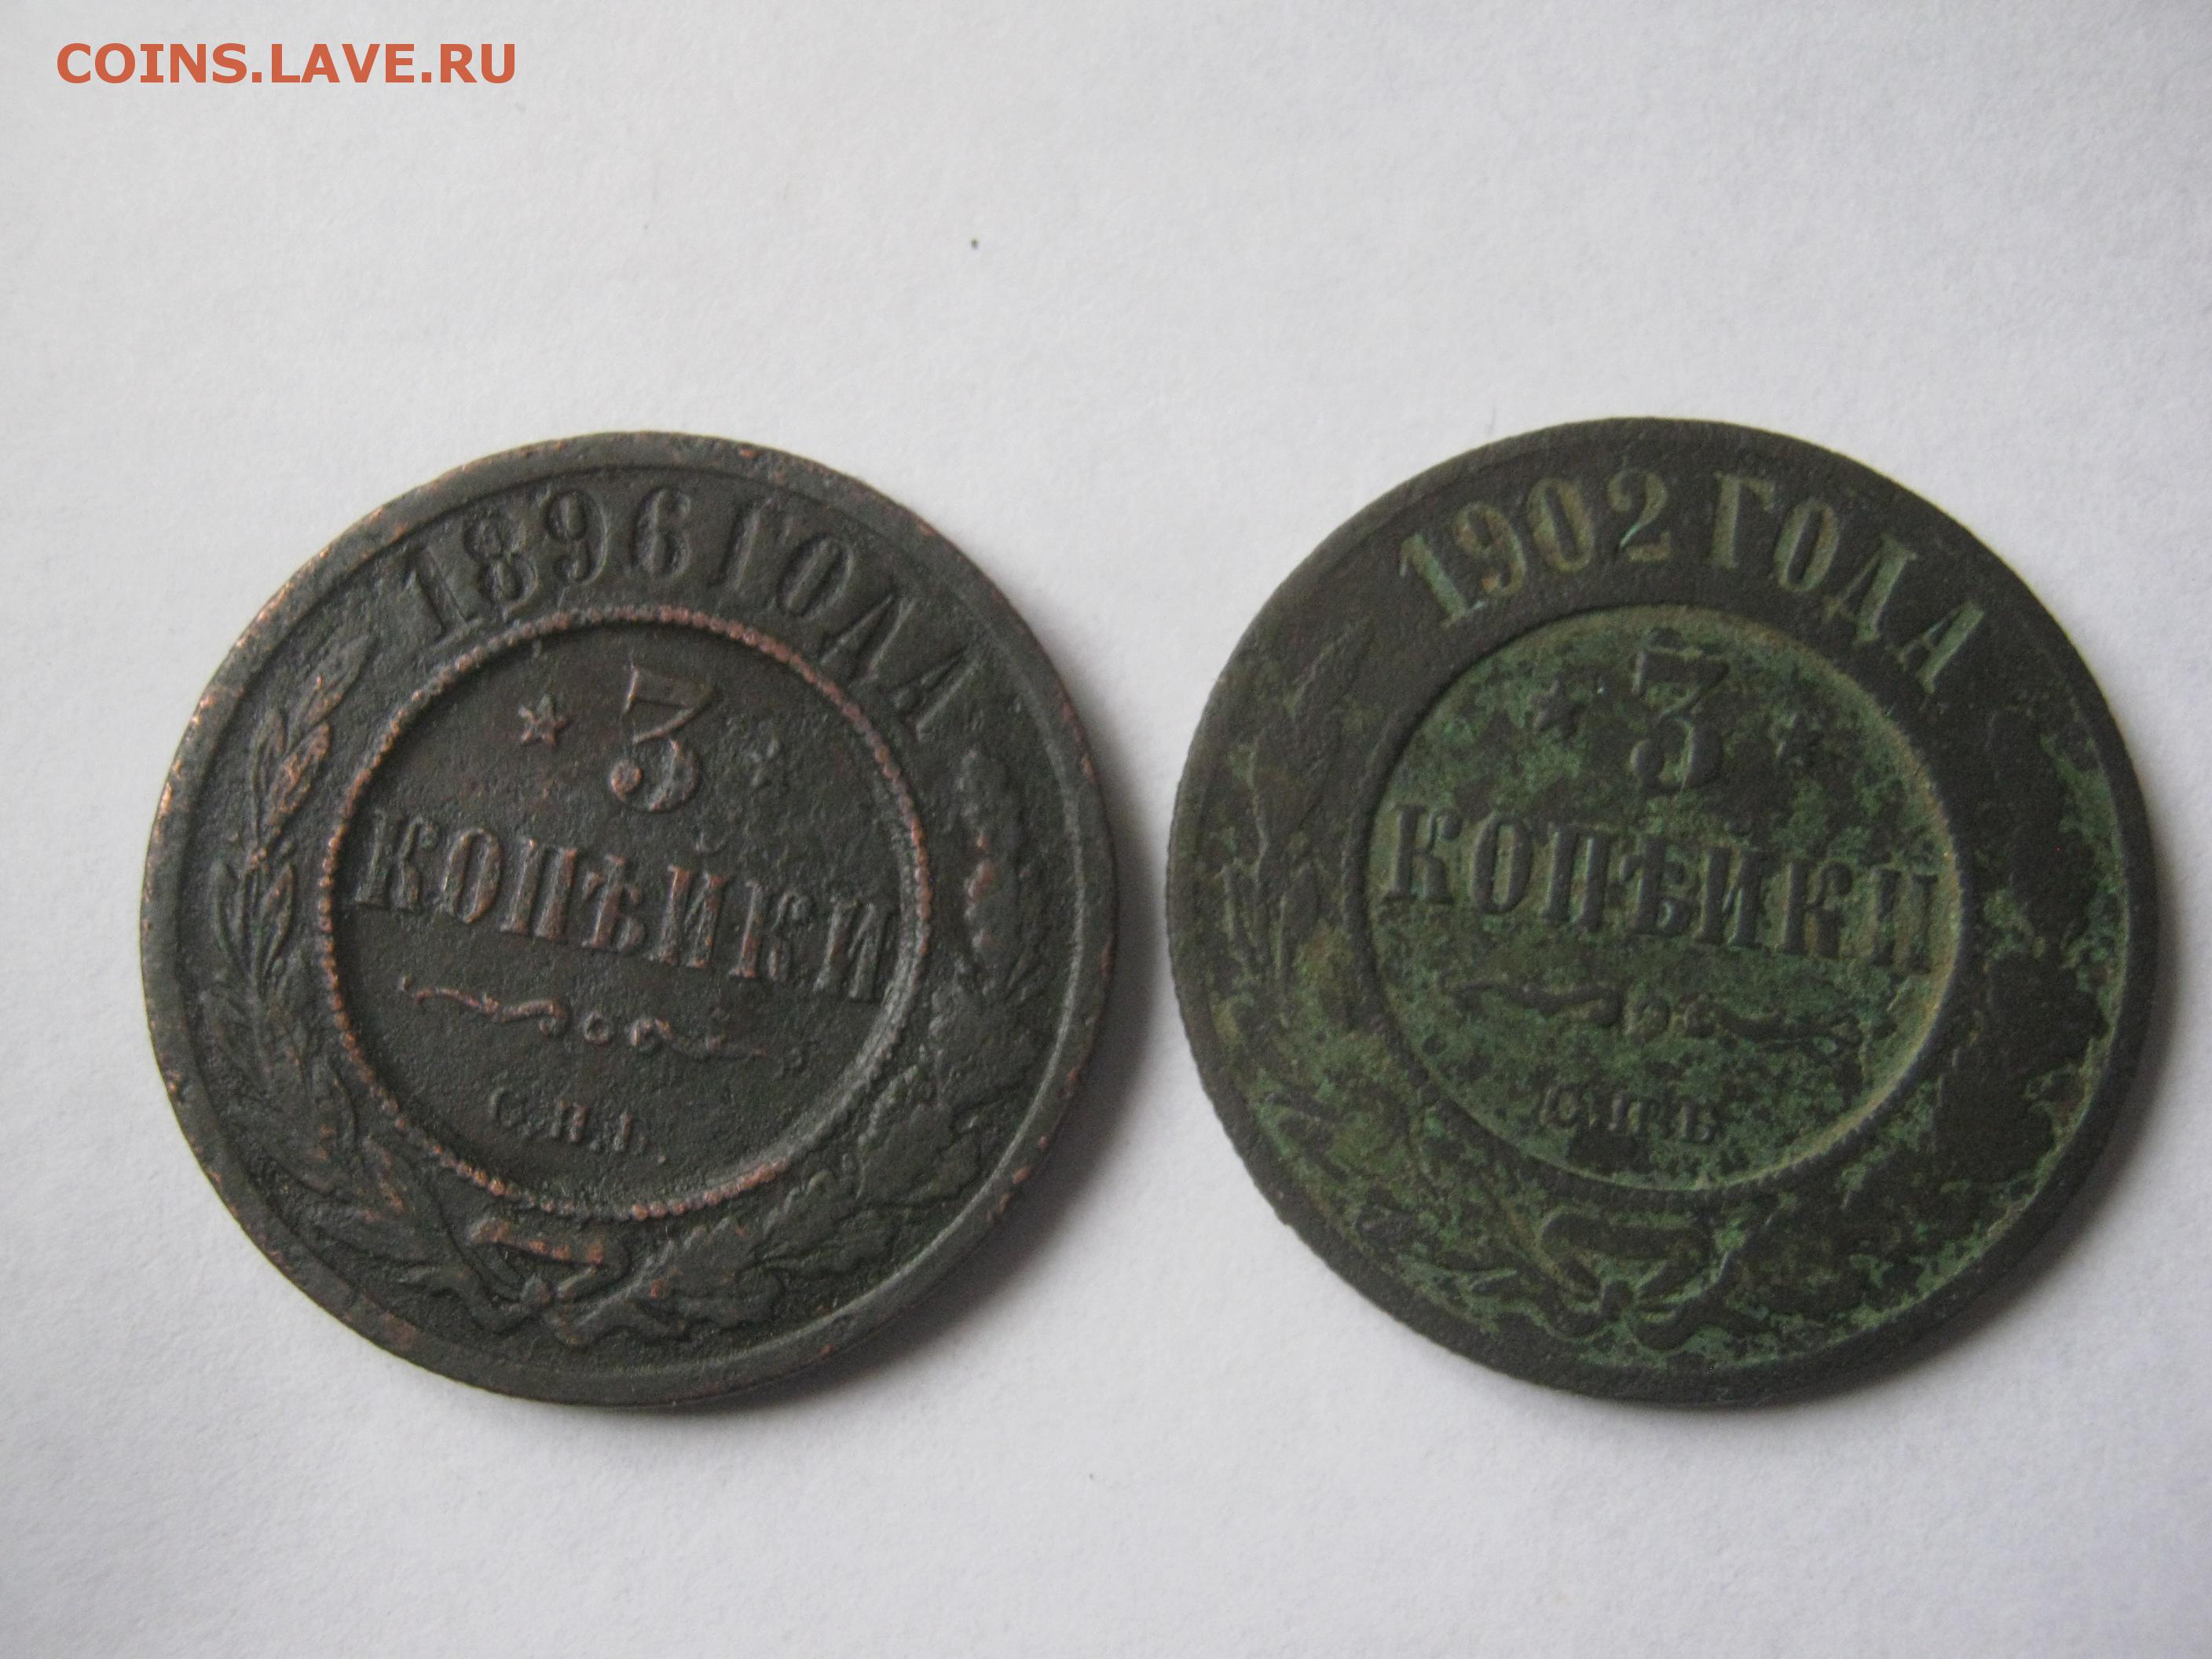 COINS.LAVE.RU
1896 ГОДА
3
КОПѢЙКИ
С.П.Б.
1902 ГОДА
3
КОПѢЙКИ
С.П.Б.